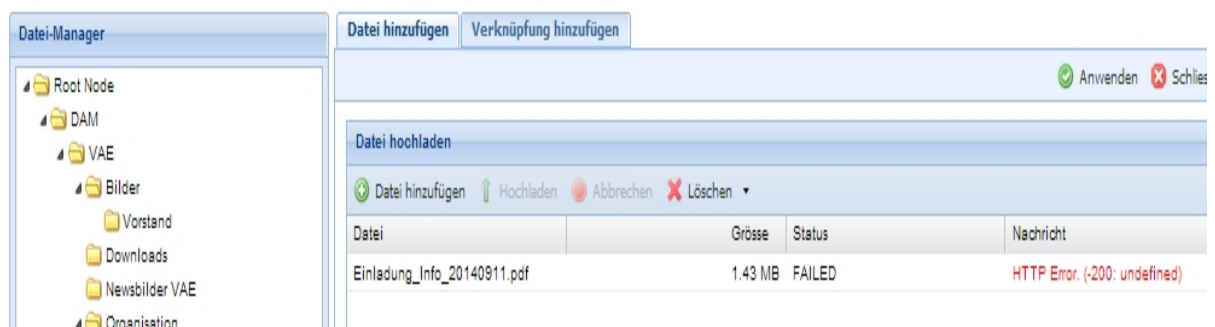 Datei-Manager
Root Node
DAM
VAE
Bilder
Vorstand
Downloads
Newsbilder VAE
Organisation
Datei hinzufügen Verknüpfung hinzufügen
Anwenden
Datei hochladen
Datei hinzufügen Hochladen Abbrechen Löschen
Datei Grösse Status Nachricht
Einladung_Info_20140911.pdf 1.43 MB FAILED HTTP Error. (-200: undefined)